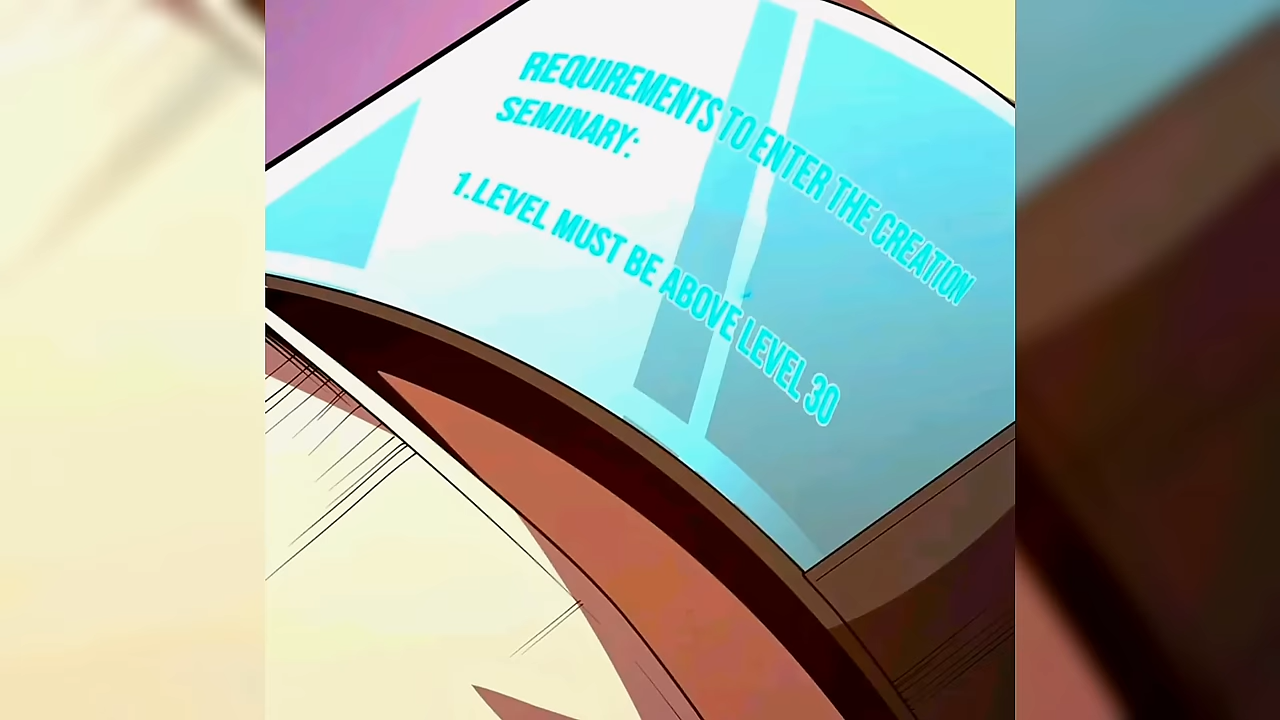 REQUIREMENTS TO ENTER THE CREATION
SEMINARY:
1.LEVEL MUST BE ABOVE LEVEL 30